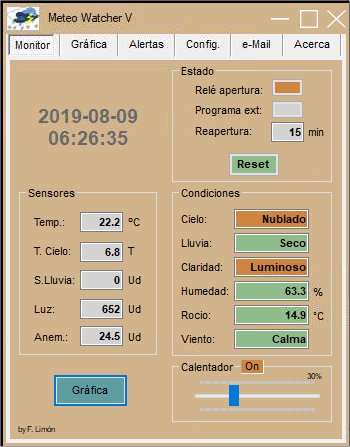 Meteo Watcher V
Monitor Gráfica Alertas Config. e-Mail Acerca
2019-08-09
06:26:35
Estado
Relé apertura:
Programa ext:
Reapertura: 15 min
Reset
Sensores
Temp.: 22.2 ºC
T. Cielo: 6.8 T
S.Lluvia: 0 Ud
Luz: 652 Ud
Anem.: 24.5 Ud
Condiciones
Cielo: Nublado
Lluvia: Seco
Claridad: Luminoso
Humedad: 63.3 %
Rocio: 14.9 °C
Viento: Calma
Gráfica
Calentador On
30%
by F. Limón